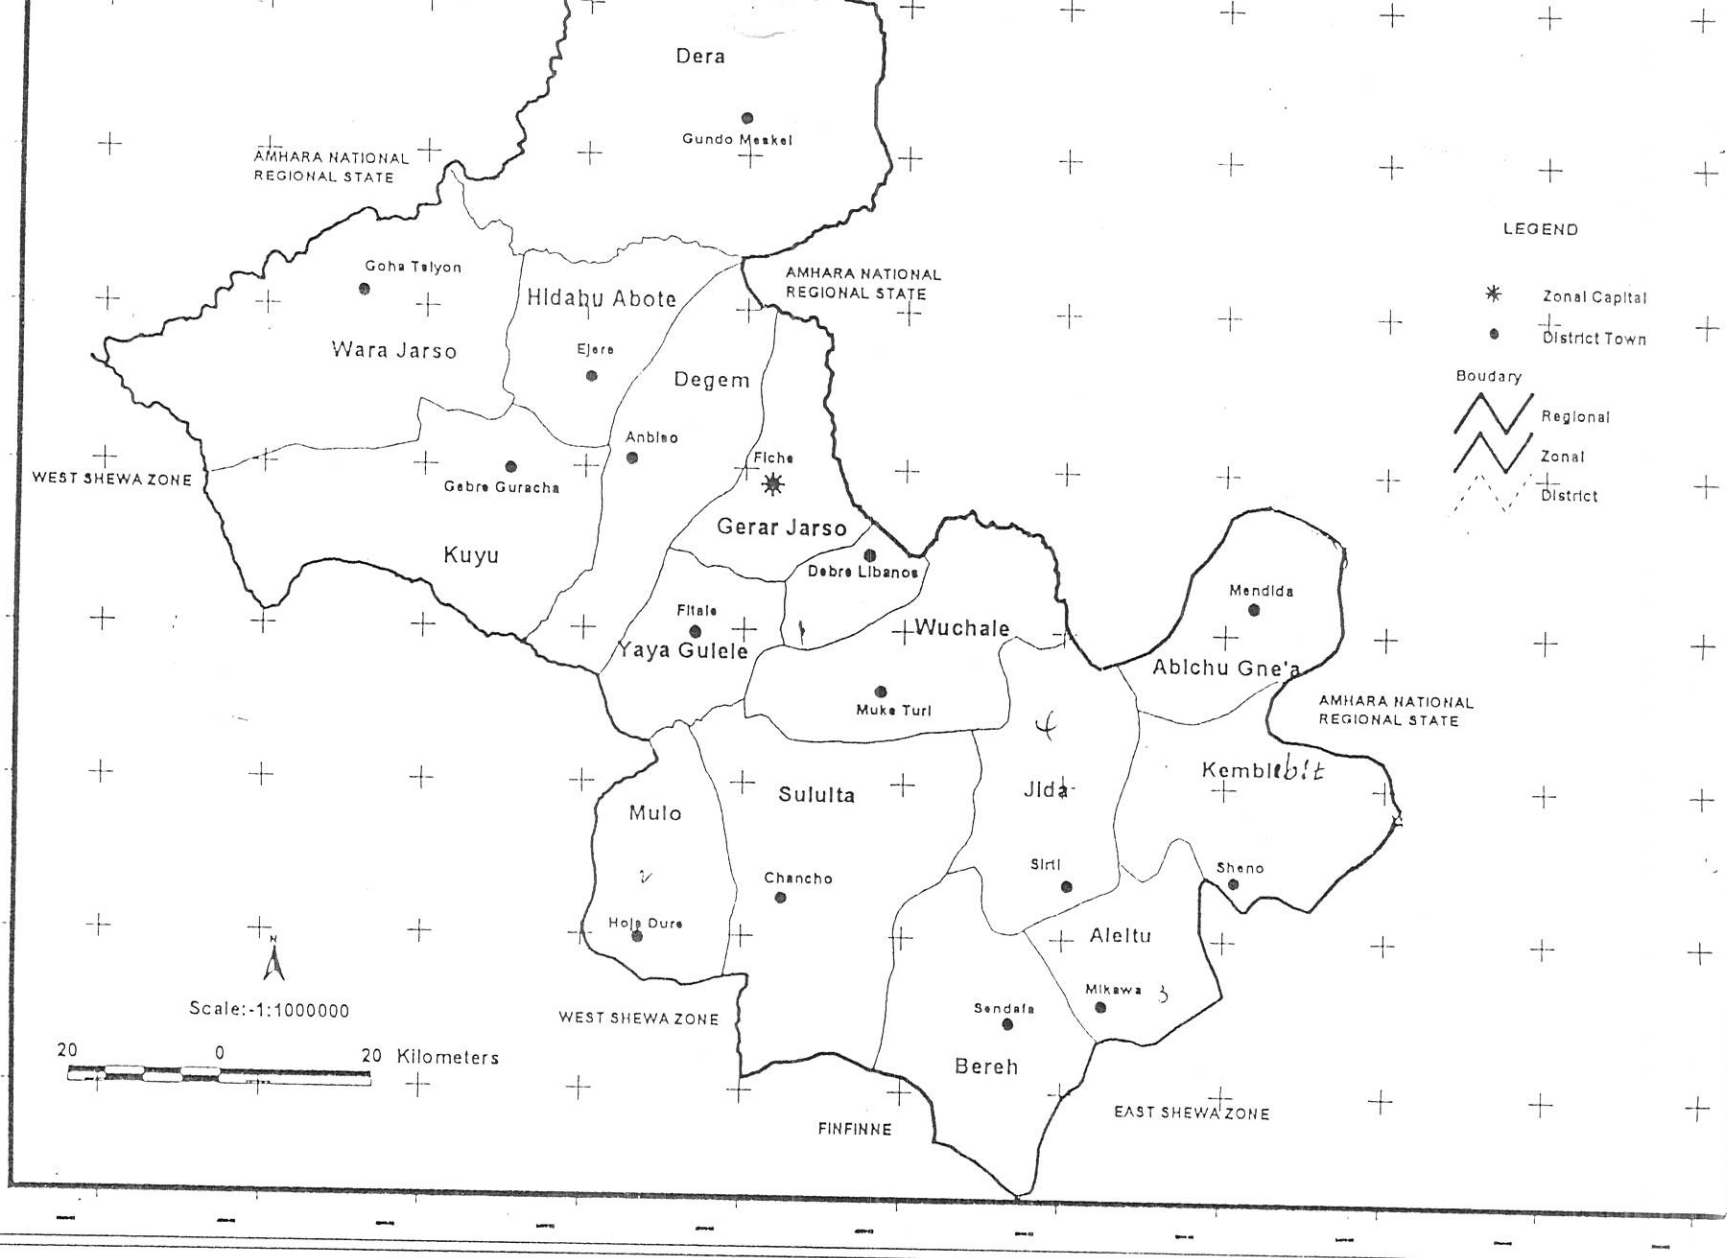 Dera
Gundo Meskel
AMHARA NATIONAL
REGIONAL STATE
LEGEND
Goha Tsiyon
AMHARA NATIONAL
REGIONAL STATE
Hidabu Abote
Zonal Capital
District Town
Wara Jarso
Ejere
Degem
Boudary
Regional
Anbiso
Zonal
Fiche
WEST SHEWA ZONE
Gebre Guracha
District
Gerar Jarso
Kuyu
Debre Libanos
Mendida
Fitale
Wuchale
Yaya Gulele
Abichu Gne'a
Muke Turi
AMHARA NATIONAL
REGIONAL STATE
4
Kembibit
Jida
Sululta
Mulo
Sirti
Sheno
Chancho
Hole Dure
Aleltu
Mikawa 3
Scale:-1:1000000
WEST SHEWA ZONE
Sendafa
20 0 20 Kilometers
Bereh
EAST SHEWA ZONE
FINFINNE
N